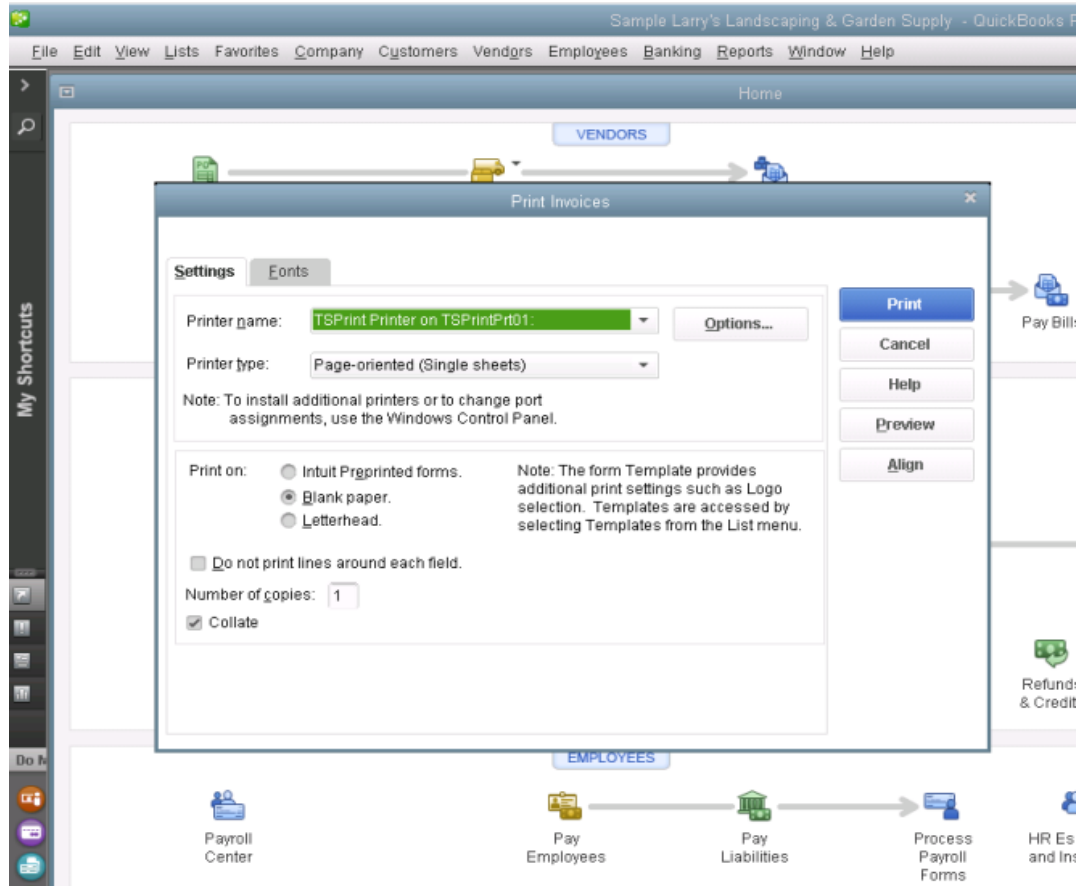 Sample Larry's Landscaping & Garden Supply - QuickBooks
File Edit View Lists Favorites Company Customers Vendors Employees Banking Reports Window Help
Home
My Shortcuts
VENDORS
PO
Pay Bills
Print Invoices
Settings Fonts
Printer name: TSPrint Printer on TSPrintPrt01: Options...
Printer type: Page-oriented (Single sheets)
Note: To install additional printers or to change port
assignments, use the Windows Control Panel.
Print on: Intuit Preprinted forms.
Blank paper.
Letterhead.
Note: The form Template provides
additional print settings such as Logo
selection. Templates are accessed by
selecting Templates from the List menu.
Do not print lines around each field.
Number of copies: 1
Collate
Print
Cancel
Help
Preview
Align
Refunds
& Credit
Do
EMPLOYEES
Payroll
Center
Pay
Employees
Pay
Liabilities
Process
Payroll
Forms
HR Es
and Ins